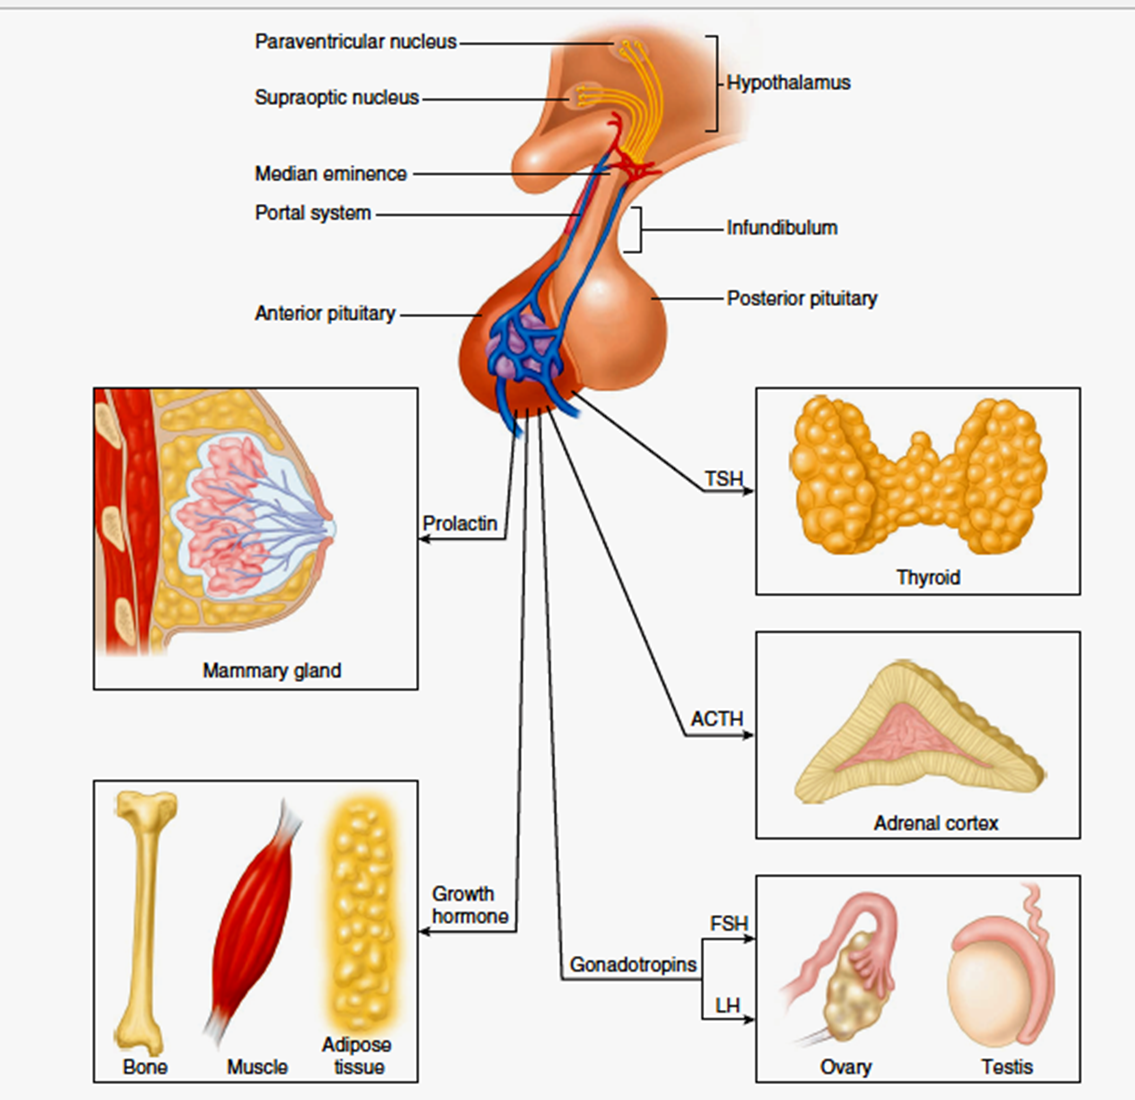 Paraventricular nucleus
Hypothalamus
Supraoptic nucleus
Median eminence
Portal system
Infundibulum
Posterior pituitary
Anterior pituitary
TSH
Prolactin
Thyroid
Mammary gland
ACTH
Adrenal cortex
Growth
hormone
FSH
Gonadotropins
LH
Bone
Muscle
Adipose
tissue
Ovary
Testis